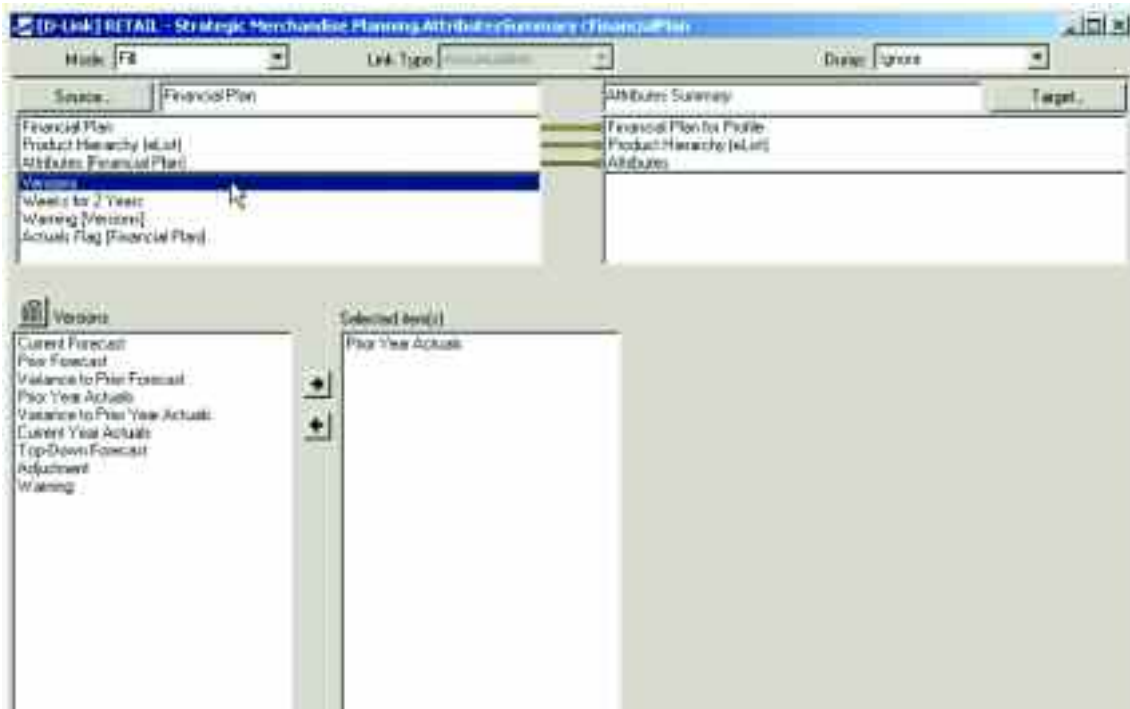 [D-Link] RETAIL - Strategic Merchandise Planning.AttributesSummary <FinancialPlan
Mode: Fill
Link Type: Accumulation
Dump: Ignore
Source...
Financial Plan
Attributes Summary
Target...
Financial Plan
Product Hierarchy [eList]
Attributes [Financial Plan]
Versions
Weeks for 2 Years
Warning [Versions]
Actuals Flag [Financial Plan]
Financial Plan for Profile
Product Hierarchy [eList]
Attributes
Versions
Current Forecast
Prior Forecast
Variance to Prior Forecast
Prior Year Actuals
Variance to Prior Year Actuals
Current Year Actuals
Top-Down Forecast
Adjustment
Warning
Selected item(s)
Prior Year Actuals